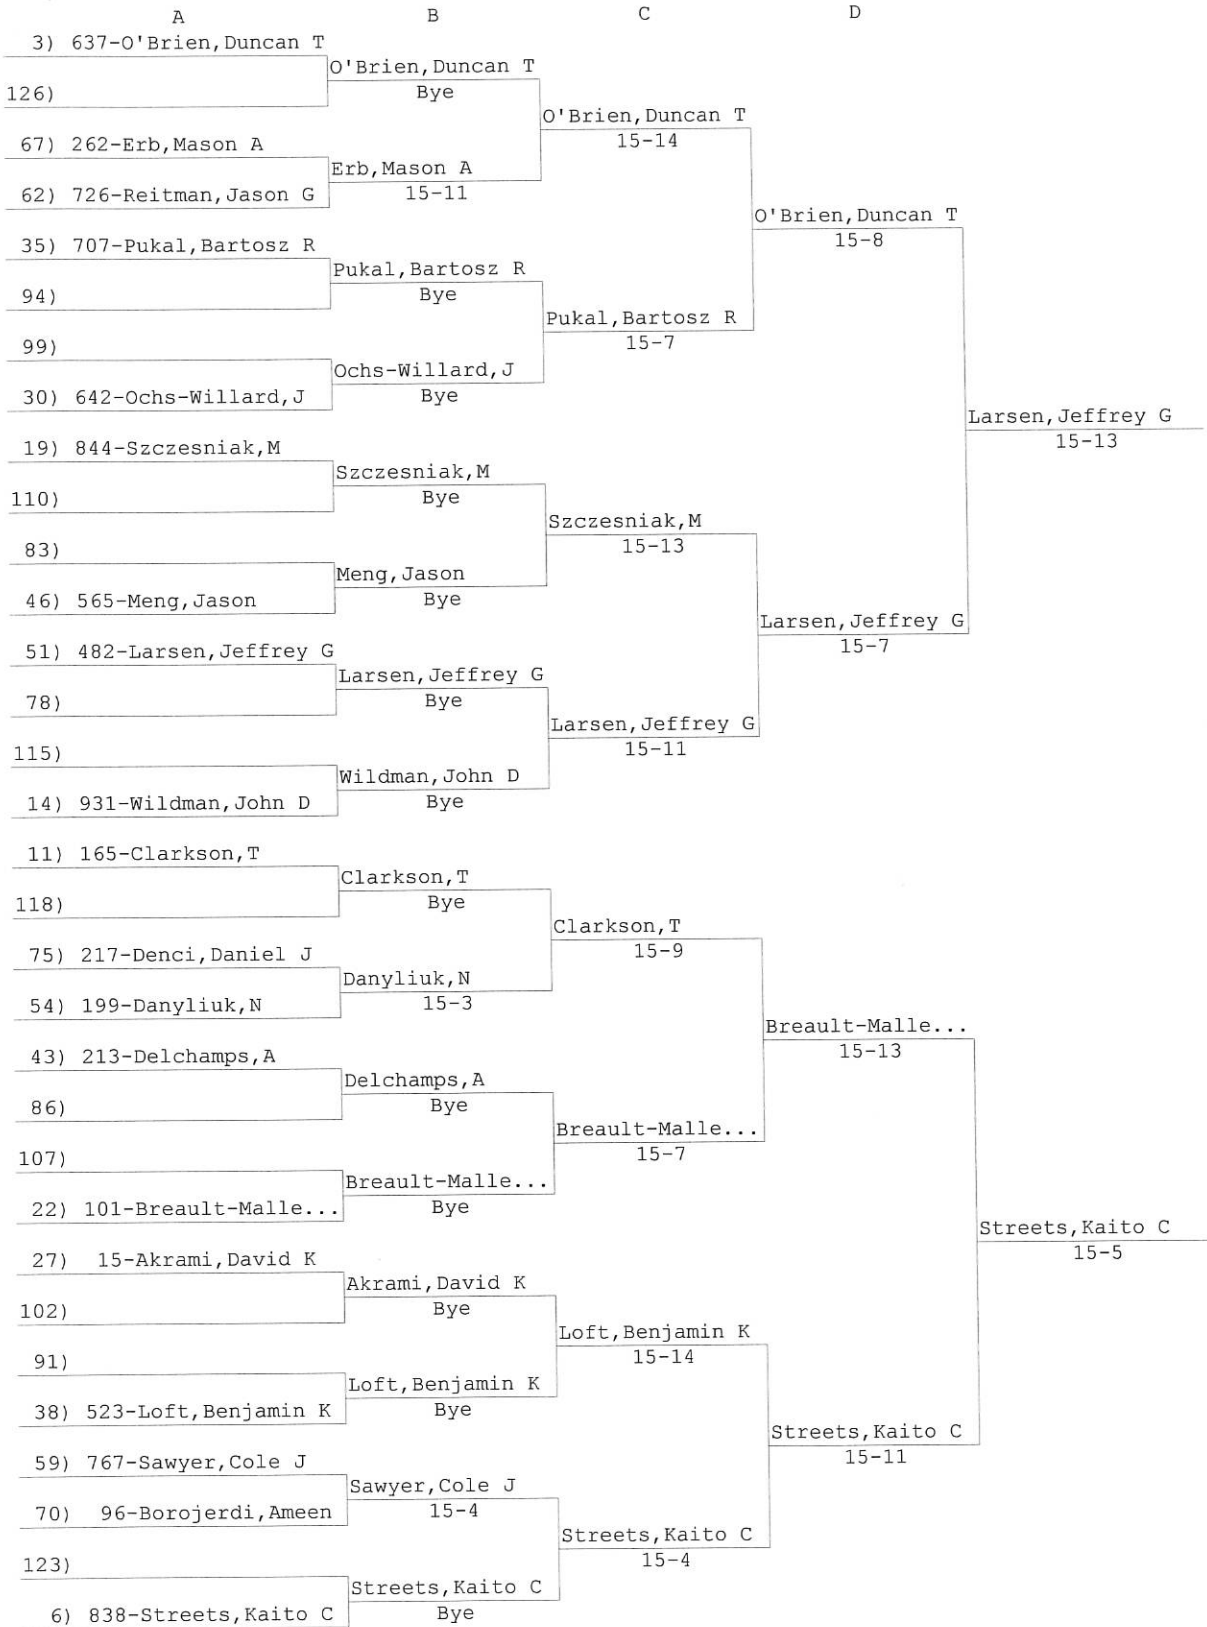 A B C D
3) 637-O'Brien,Duncan T
O'Brien,Duncan T
126) Bye
O'Brien,Duncan T
67) 262-Erb,Mason A 15-14
Erb,Mason A
62) 726-Reitman,Jason G 15-11
O'Brien,Duncan T
35) 707-Pukal,Bartosz R 15-8
Pukal,Bartosz R
94) Bye
Pukal,Bartosz R
99) 15-7
Ochs-Willard,J
30) 642-Ochs-Willard,J Bye
Larsen,Jeffrey G
19) 844-Szczesniak,M 15-13
Szczesniak,M
110) Bye
Szczesniak,M
83) 15-13
Meng,Jason
46) 565-Meng,Jason Bye
Larsen,Jeffrey G
51) 482-Larsen,Jeffrey G 15-7
Larsen,Jeffrey G
78) Bye
Larsen,Jeffrey G
115) 15-11
Wildman,John D
14) 931-Wildman,John D Bye
11) 165-Clarkson,T
Clarkson,T
118) Bye
Clarkson,T
75) 217-Denci,Daniel J 15-9
Danyliuk,N
54) 199-Danyliuk,N 15-3
Breault-Malle...
43) 213-Delchamps,A 15-13
Delchamps,A
86) Bye
Breault-Malle...
107) 15-7
Breault-Malle...
22) 101-Breault-Malle... Bye
Streets,Kaito C
27) 15-Akrami,David K 15-5
Akrami,David K
102) Bye
Loft,Benjamin K
91) 15-14
Loft,Benjamin K
38) 523-Loft,Benjamin K Bye
Streets,Kaito C
59) 767-Sawyer,Cole J 15-11
Sawyer,Cole J
70) 96-Borojerdi,Ameen 15-4
Streets,Kaito C
123) 15-4
Streets,Kaito C
6) 838-Streets,Kaito C Bye